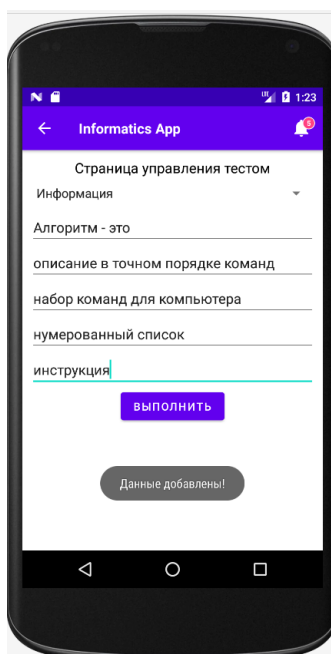 LTE 1:23
Informatics App 5
Страница управления тестом
Информация
Алгоритм - это
описание в точном порядке команд
набор команд для компьютера
нумерованный список
инструкция
ВЫПОЛНИТЬ
Данные добавлены!